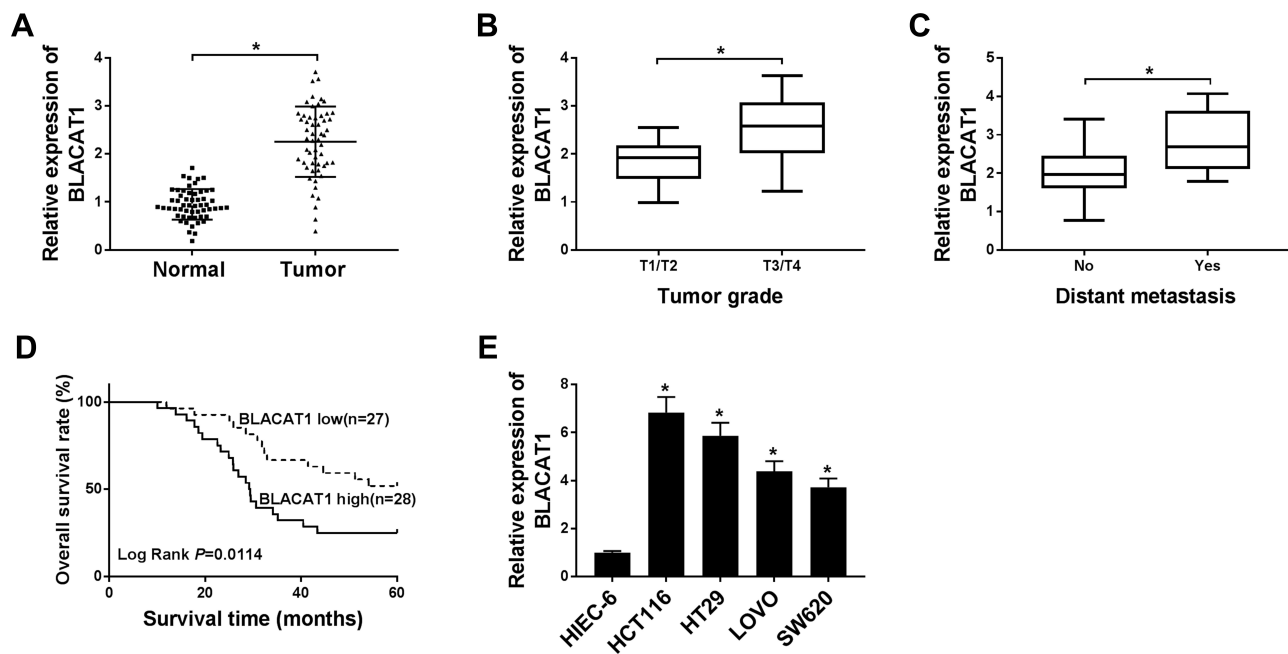 A
Relative expression of
BLACAT1
4
3
2
1
0
*
Normal
Tumor
B
Relative expression of
BLACAT1
4
3
2
1
0
*
T1/T2
T3/T4
Tumor grade
C
Relative expression of
BLACAT1
5
4
3
2
1
0
*
No
Yes
Distant metastasis
D
Overall survival rate (%)
100
50
0
BLACAT1 low(n=27)
BLACAT1 high(n=28)
Log Rank P=0.0114
0
20
40
60
Survival time (months)
E
Relative expression of
BLACAT1
8
6
4
2
0
*
*
*
*
HIEC-6
HCT116
HT29
LOVO
SW620